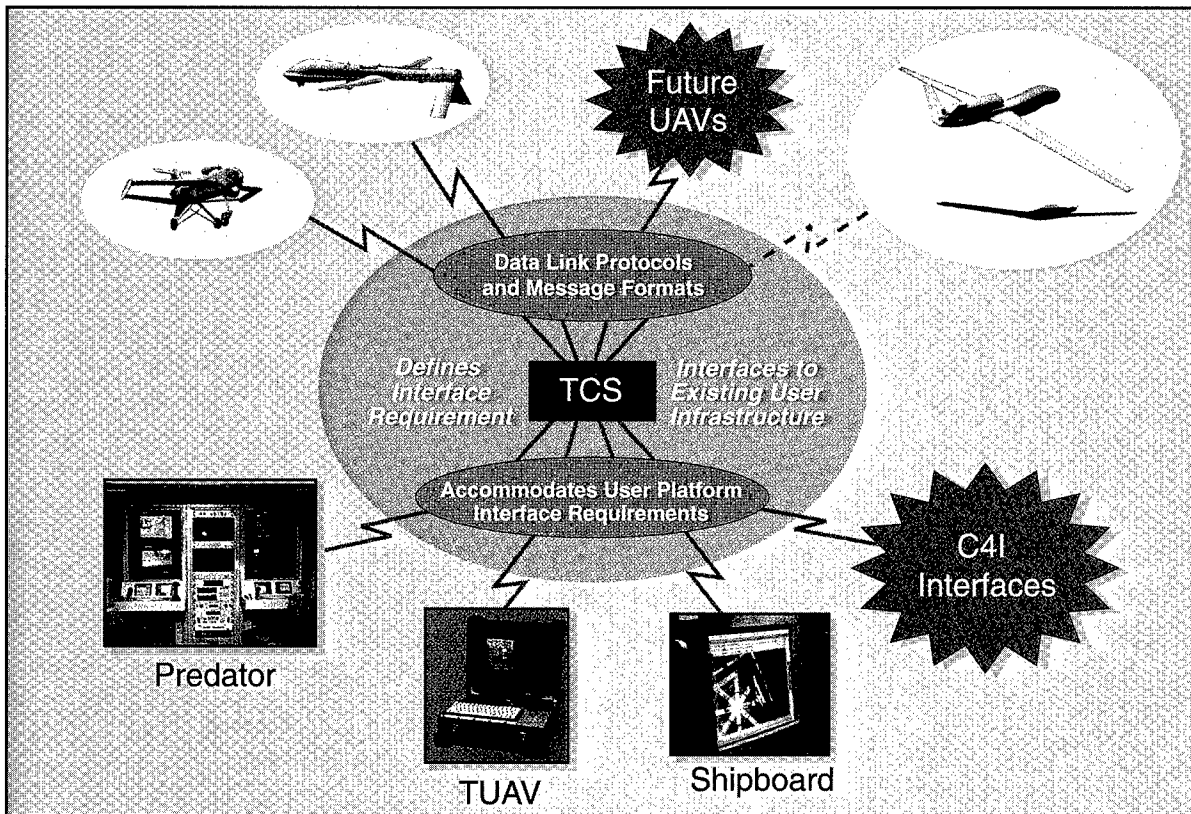 Future
UAVs
Data Link Protocols
and Message Formats
Defines
Interface
Requirement
TCS
Interfaces to
Existing User
Infrastructure
Accommodates User Platform
Interface Requirements
C4I
Interfaces
Predator
TUAV
Shipboard